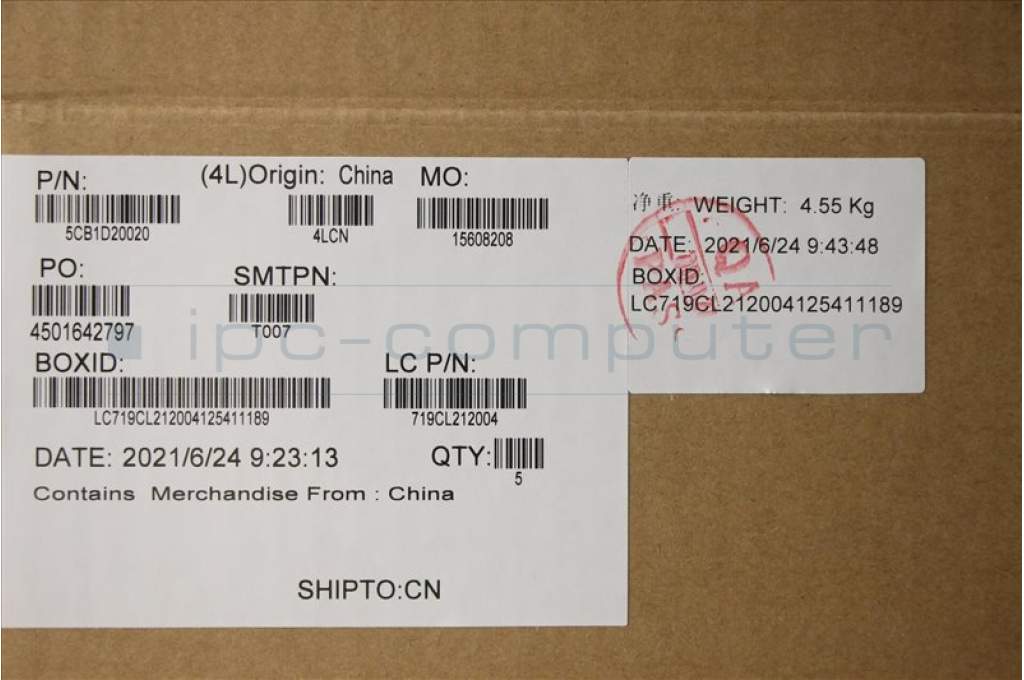 P/N:
5CB1D20020
(4L)Origin: China
4LCN
MO:
15608208
PO:
4501642797
SMTPN:
T007
BOXID:
LC719CL212004125411189
LC P/N:
719CL212004
DATE: 2021/6/24 9:23:13
QTY:
5
Contains Merchandise From : China
SHIPTO:CN
净重: WEIGHT: 4.55 Kg
DATE: 2021/6/24 9:43:48
BOXID:
LC719CL212004125411189
QA
ipc-computer